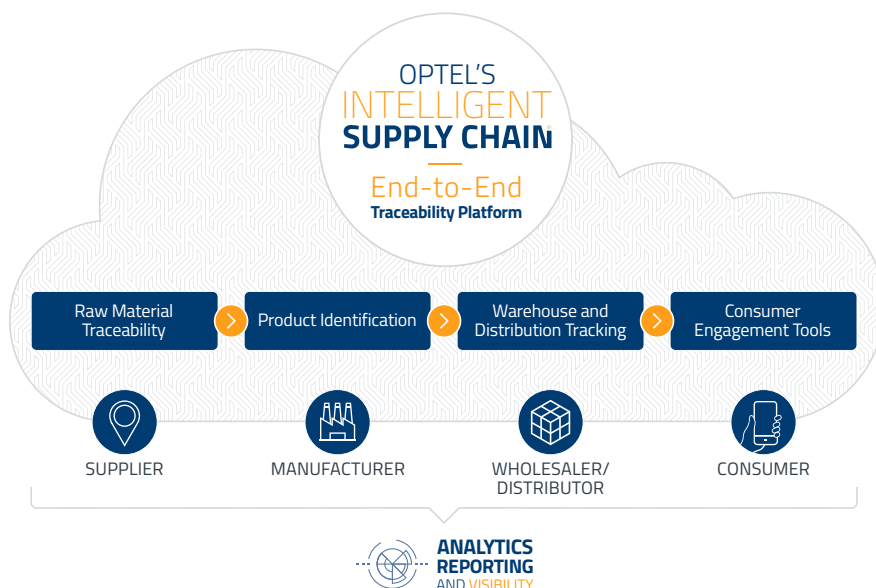 OPTEL'S
INTELLIGENT
SUPPLY CHAIN
End-to-End
Traceability Platform
Raw Material
Traceability
Product Identification
Warehouse and
Distribution Tracking
Consumer
Engagement Tools
SUPPLIER
MANUFACTURER
WHOLESALER/
DISTRIBUTOR
CONSUMER
ANALYTICS
REPORTING
AND VISIBILITY